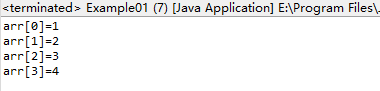 <terminated> Example01 (7) [Java Application] E:\Program Files\
arr[0]=1
arr[1]=2
arr[2]=3
arr[3]=4